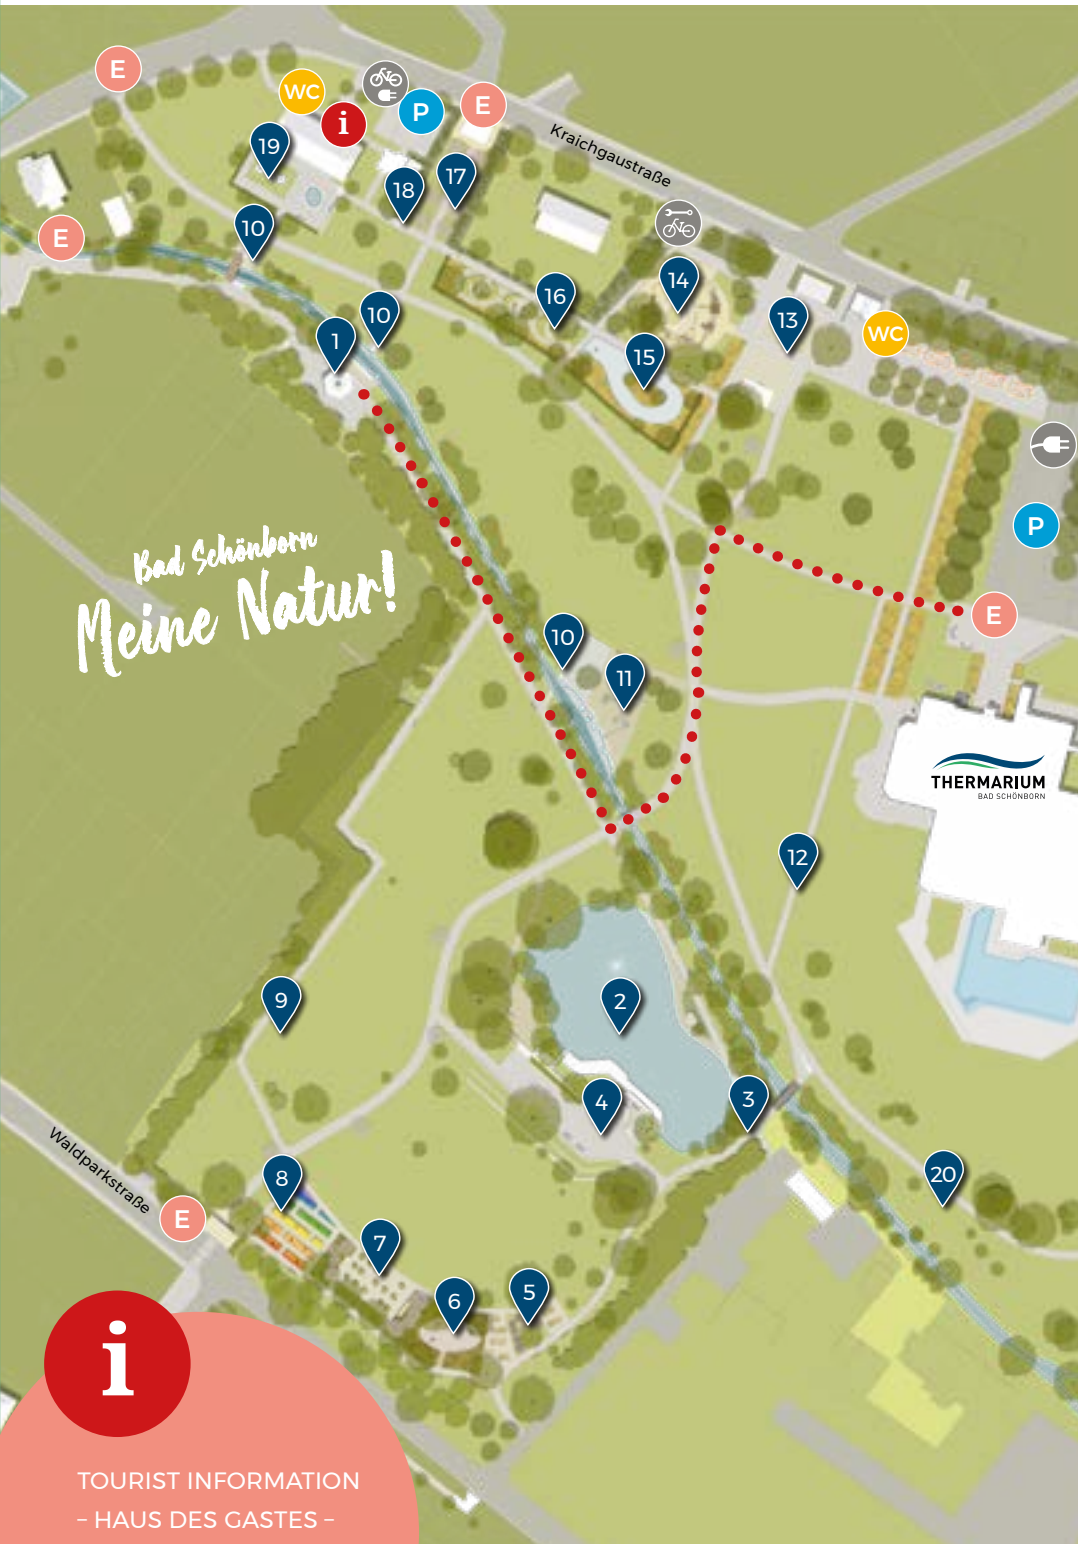 E
WC
P
E
i
19
18
17
Kraichgaustraße
E
10
14
16
13
10
1
WC
15
P
Bad Schönborn
Meine Natur!
E
10
11
THERMARIUM
BAD SCHÖNBORN
12
9
2
4
3
Waldparkstraße
8
20
E
7
5
6
i
TOURIST INFORMATION
– HAUS DES GASTES –